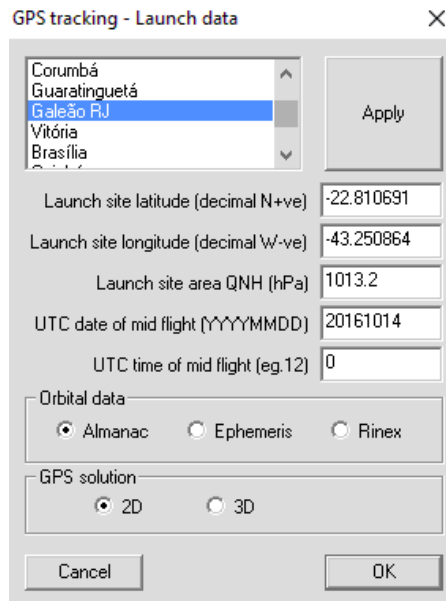 GPS tracking - Launch data
Corumbá
Guaratinguetá
Galeão RJ
Vitória
Brasília
Apply
Launch site latitude (decimal N+ve) -22.810691
Launch site longitude (decimal W-ve) -43.250864
Launch site area QNH (hPa) 1013.2
UTC date of mid flight (YYYYMMDD) 20161014
UTC time of mid flight (eg.12) 0
Orbital data
Almanac Ephemeris Rinex
GPS solution
2D 3D
Cancel OK